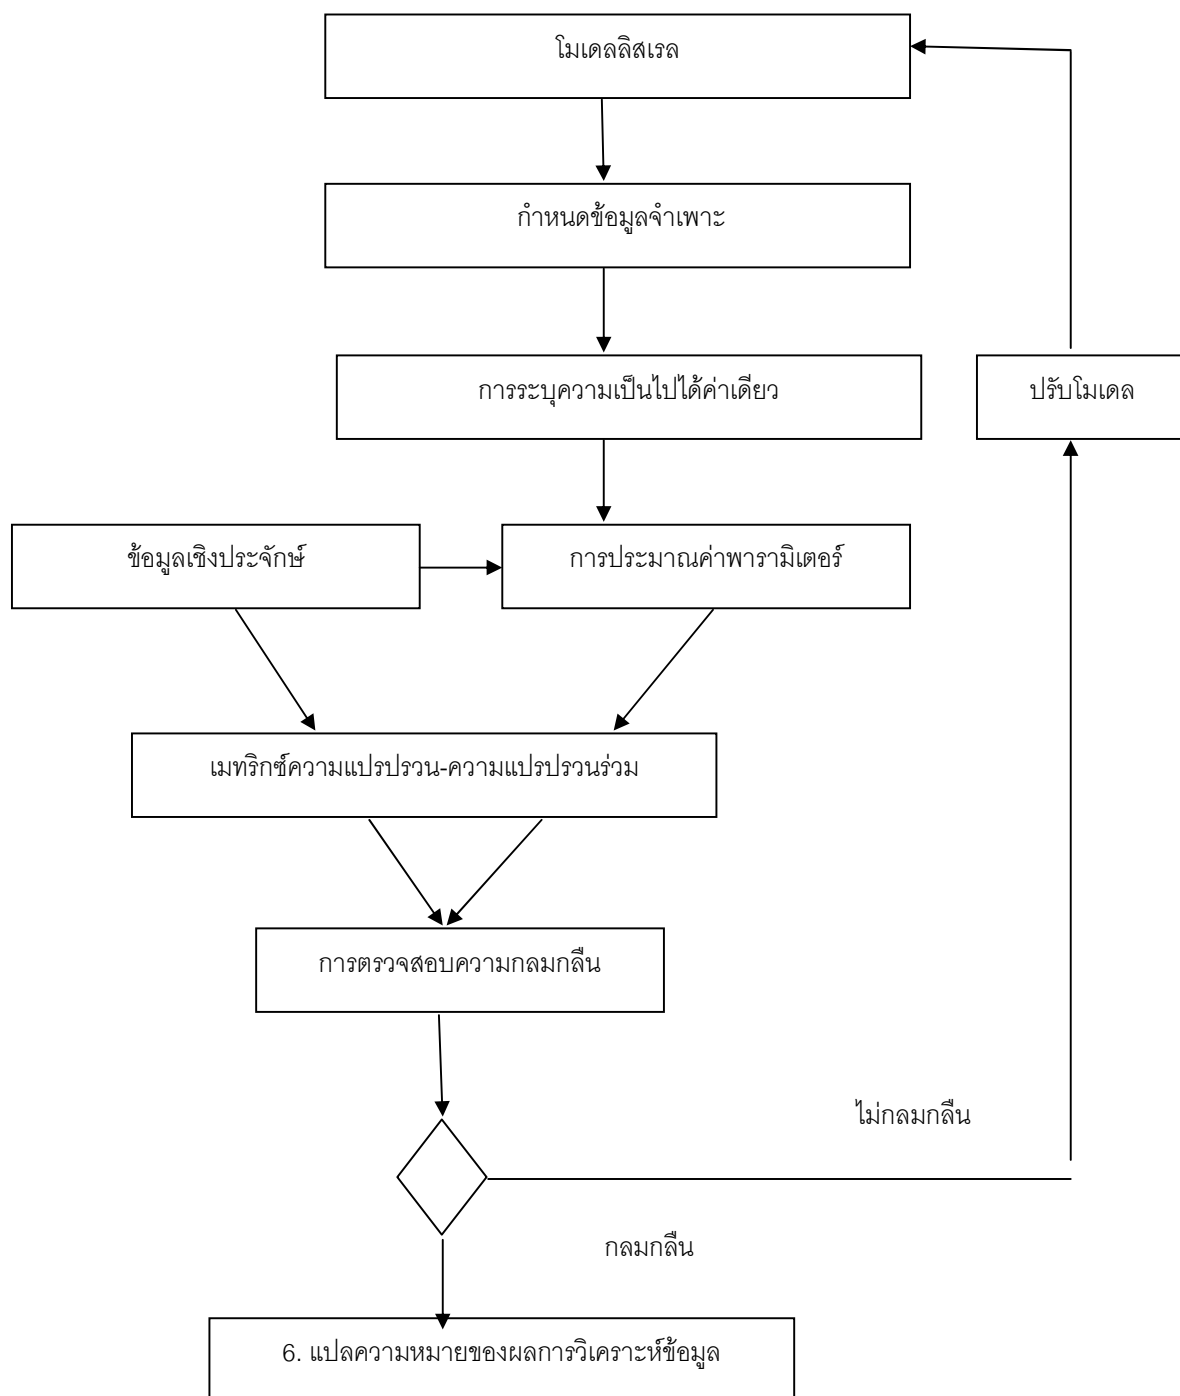 โมเดลลิสเรล
กำหนดข้อมูลจำเพาะ
การระบุความเป็นไปได้ค่าเดียว
ปรับโมเดล
ข้อมูลเชิงประจักษ์
การประมาณค่าพารามิเตอร์
เมทริกซ์ความแปรปรวน-ความแปรปรวนร่วม
การตรวจสอบความกลมกลืน
ไม่กลมกลืน
กลมกลืน
6. แปลความหมายของผลการวิเคราะห์ข้อมูล